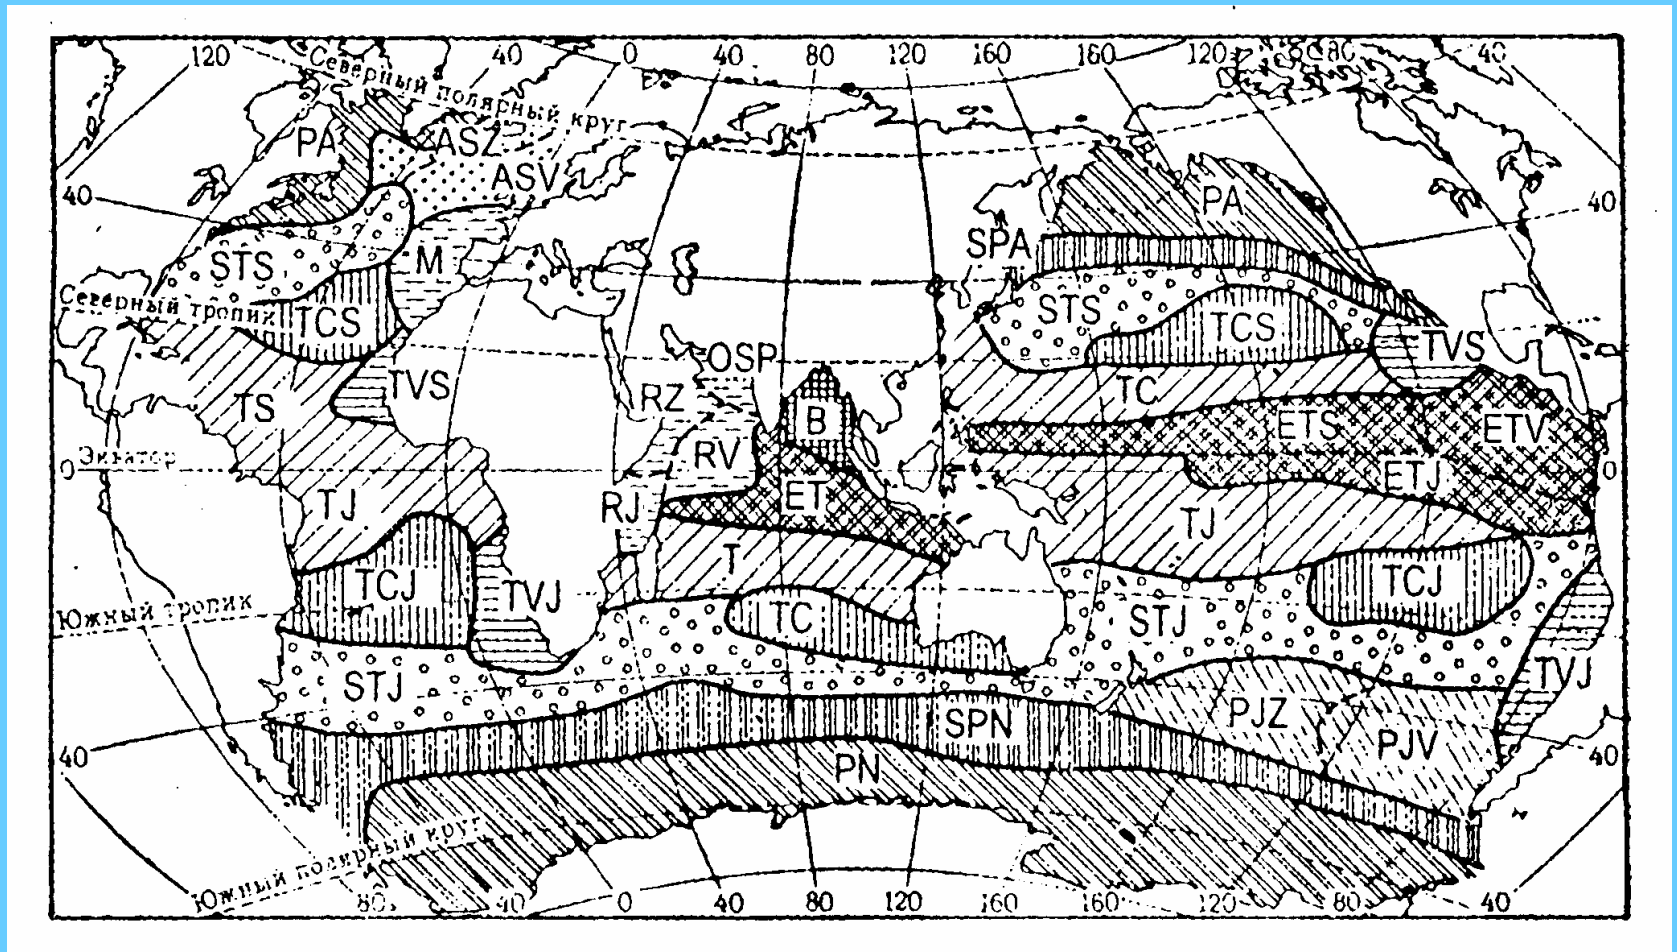 120 40 0 40 80 120 160 160 120 80 40
Северный полярный круг
PA ASZ
ASV
40 PA 40
SPA
STS M
STS
Северный тропик TCS TCS
TVS
OSP
TVS RZ TC
TS B ETS ETV
Экватор RV
0 ETJ 0
TJ RJ ET TJ
T
TCJ TVJ TCJ
Южный тропик TC STJ
STJ TVJ
SPN PJZ
40 PJV 40
PN
Южный полярный круг
80 40 0 40 80 120 160 160 120 80 40